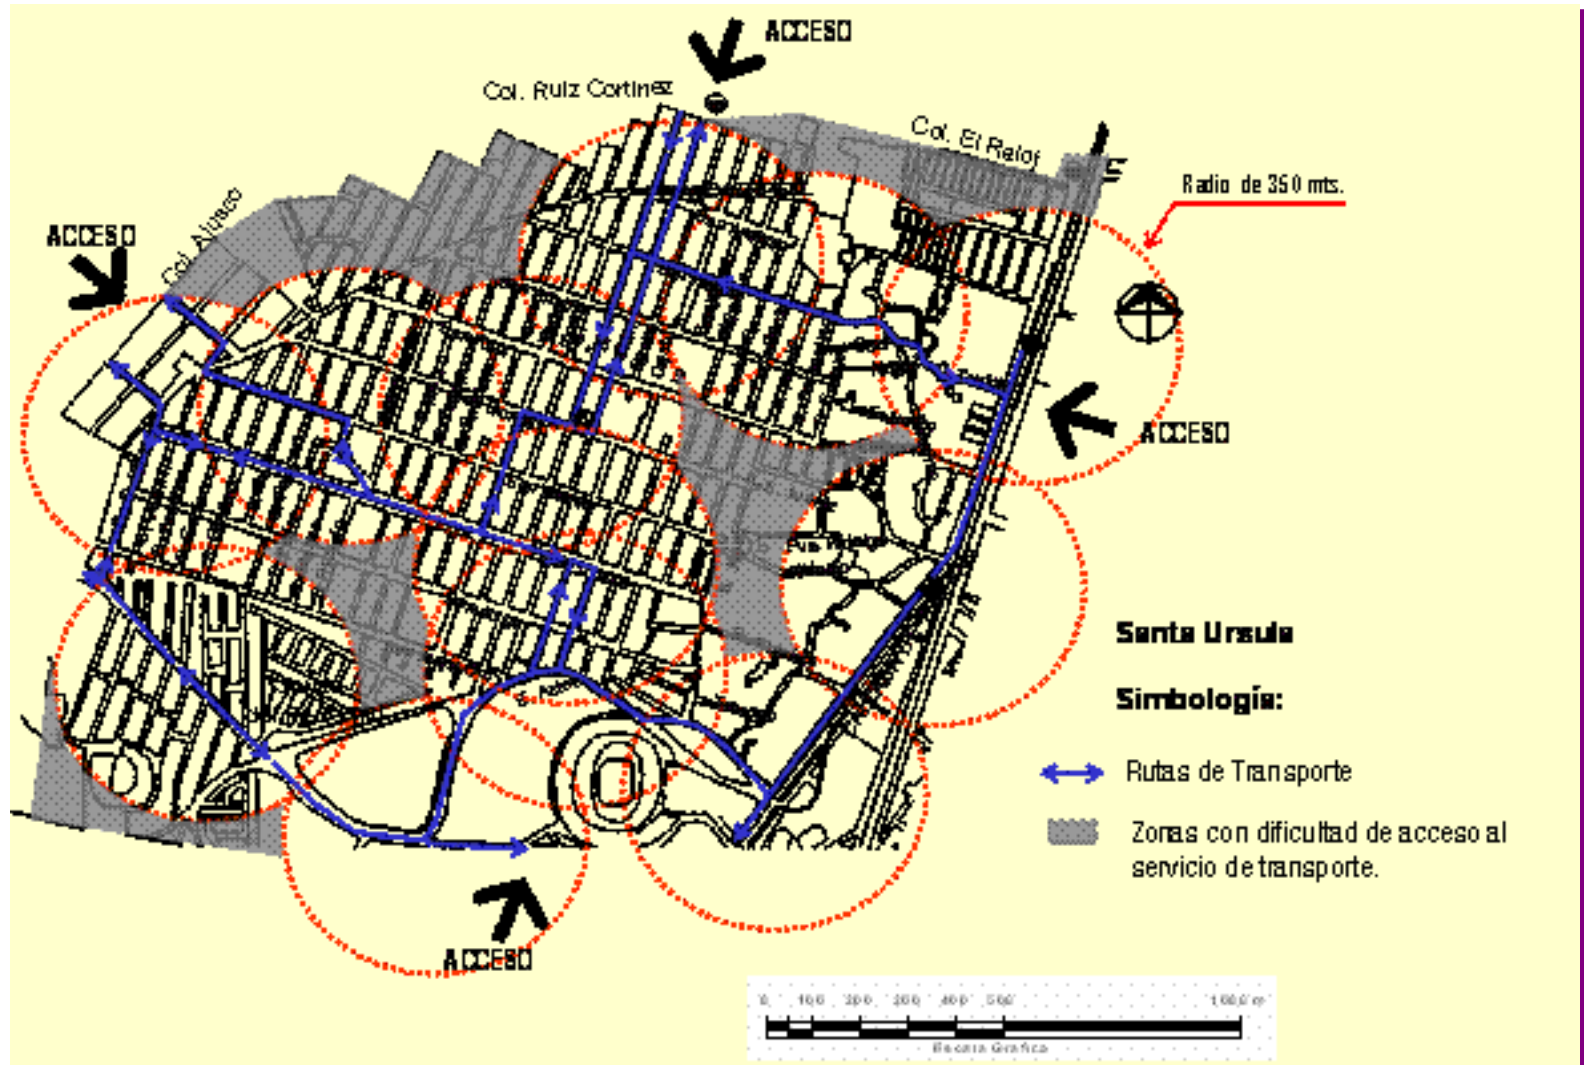 ACCESO
Col. Ruiz Cortinez
Col. El Reloj
Radio de 350 mts.
Col. Ajusco
ACCESO
ACCESO
Santa Ursula
Simbología:
Rutas de Transporte
Zonas con dificultad de acceso al
servicio de transporte.
ACCESO
0 100 200 300 400 500 1000 m
Escala Grafica